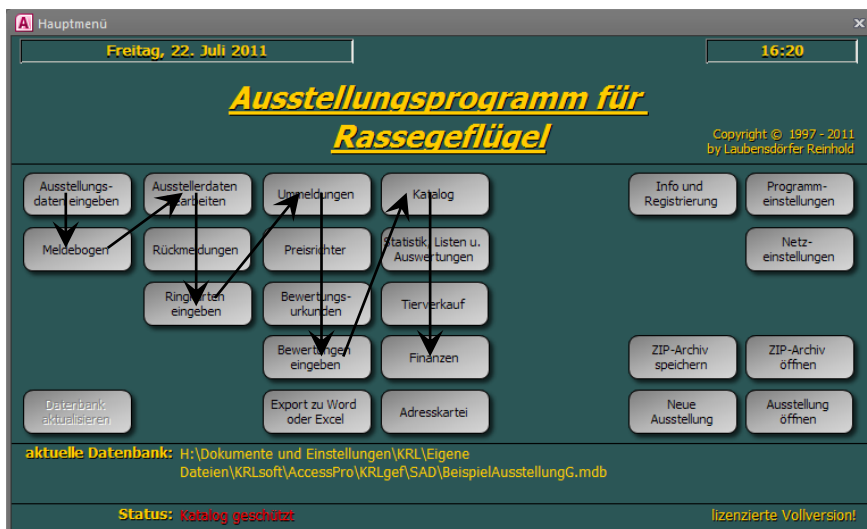 Hauptmenü
Freitag, 22. Juli 2011
16:20
Ausstellungsprogramm für
Rassegeflügel
Copyright © 1997 - 2011
by Laubensdörfer Reinhold
Ausstellungs-
daten eingeben
Ausstellerdaten
bearbeiten
Ummeldungen
Katalog
Info und
Registrierung
Programm-
einstellungen
Meldebogen
Rückmeldungen
Preisrichter
Statistik, Listen u.
Auswertungen
Netz-
einstellungen
Ringkarten
eingeben
Bewertungs-
urkunden
Tierverkauf
Bewertungen
eingeben
Finanzen
ZIP-Archiv
speichern
ZIP-Archiv
öffnen
Datenbank
aktualisieren
Export zu Word
oder Excel
Adresskartei
Neue
Ausstellung
Ausstellung
öffnen
aktuelle Datenbank: H:\Dokumente und Einstellungen\KRL\Eigene
Dateien\KRLsoft\AccessPro\KRLgef\SAD\BeispielAusstellungG.mdb
Status: Katalog geschützt
lizenzierte Vollversion!